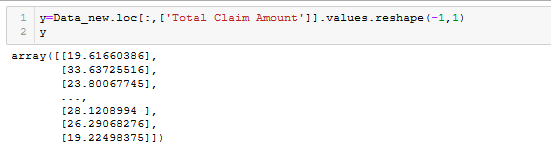 1 y=Data_new.loc[:,['Total Claim Amount']].values.reshape(-1,1)
2 y
array([[19.61660386],
[33.63725516],
[23.80067745],
...,
[28.1208994 ],
[26.29068276],
[19.22498375]])